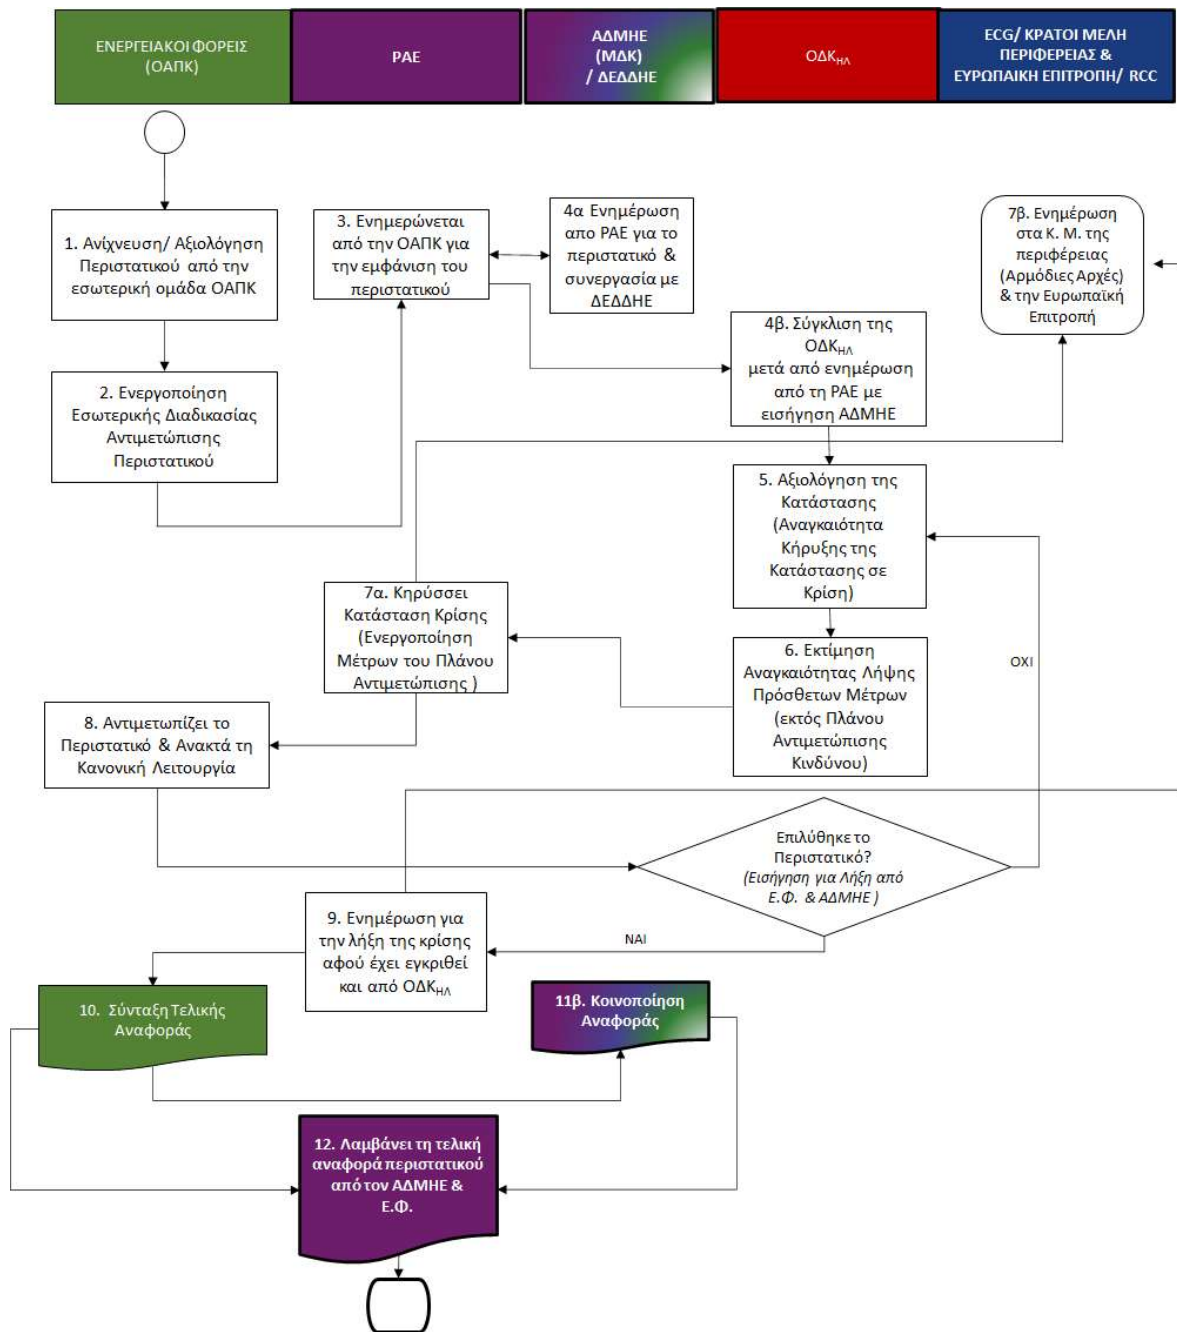 ΕΝΕΡΓΕΙΑΚΟΙ ΦΟΡΕΙΣ
(ΟΑΠΚ)
ΡΑΕ
ΑΔΜΗΕ
(ΜΔΚ)
/ ΔΕΔΔΗΕ
ΟΔΚΗΛ
ECG/ ΚΡΑΤΟΙ ΜΕΛΗ
ΠΕΡΙΦΕΡΕΙΑΣ &
ΕΥΡΩΠΑΙΚΗ ΕΠΙΤΡΟΠΗ/ RCC
1. Ανίχνευση/ Αξιολόγηση
Περιστατικού από την
εσωτερική ομάδα ΟΑΠΚ
2. Ενεργοποίηση
Εσωτερικής Διαδικασίας
Αντιμετώπισης
Περιστατικού
3. Ενημερώνεται
από την ΟΑΠΚ για
την εμφάνιση του
περιστατικού
4α Ενημέρωση
απο ΡΑΕ για το
περιστατικό &
συνεργασία με
ΔΕΔΔΗΕ
4β. Σύγκλιση της
ΟΔΚΗΛ
μετά από ενημέρωση
από τη ΡΑΕ με
εισήγηση ΑΔΜΗΕ
7β. Ενημέρωση
στα Κ. Μ. της
περιφέρειας
(Αρμόδιες Αρχές)
& την Ευρωπαϊκή
Επιτροπή
5. Αξιολόγηση της
Κατάστασης
(Αναγκαιότητα
Κήρυξης της
Κατάστασης σε
Κρίση)
6. Εκτίμηση
Αναγκαιότητας Λήψης
Πρόσθετων Μέτρων
(εκτός Πλάνου
Αντιμετώπισης
Κινδύνου)
7α. Κηρύσσει
Κατάσταση Κρίσης
(Ενεργοποίηση
Μέτρων του Πλάνου
Αντιμετώπισης )
ΟΧΙ
8. Αντιμετωπίζει το
Περιστατικό & Ανακτά τη
Κανονική Λειτουργία
Επιλύθηκε το
Περιστατικό?
(Εισήγηση για Λήξη από
Ε.Φ. & ΑΔΜΗΕ )
ΝΑΙ
9. Ενημέρωση για
την λήξη της κρίσης
αφού έχει εγκριθεί
και από ΟΔΚΗΛ
10. Σύνταξη Τελικής
Αναφοράς
11β. Κοινοποίηση
Αναφοράς
12. Λαμβάνει τη τελική
αναφορά περιστατικού
από τον ΑΔΜΗΕ &
Ε.Φ.